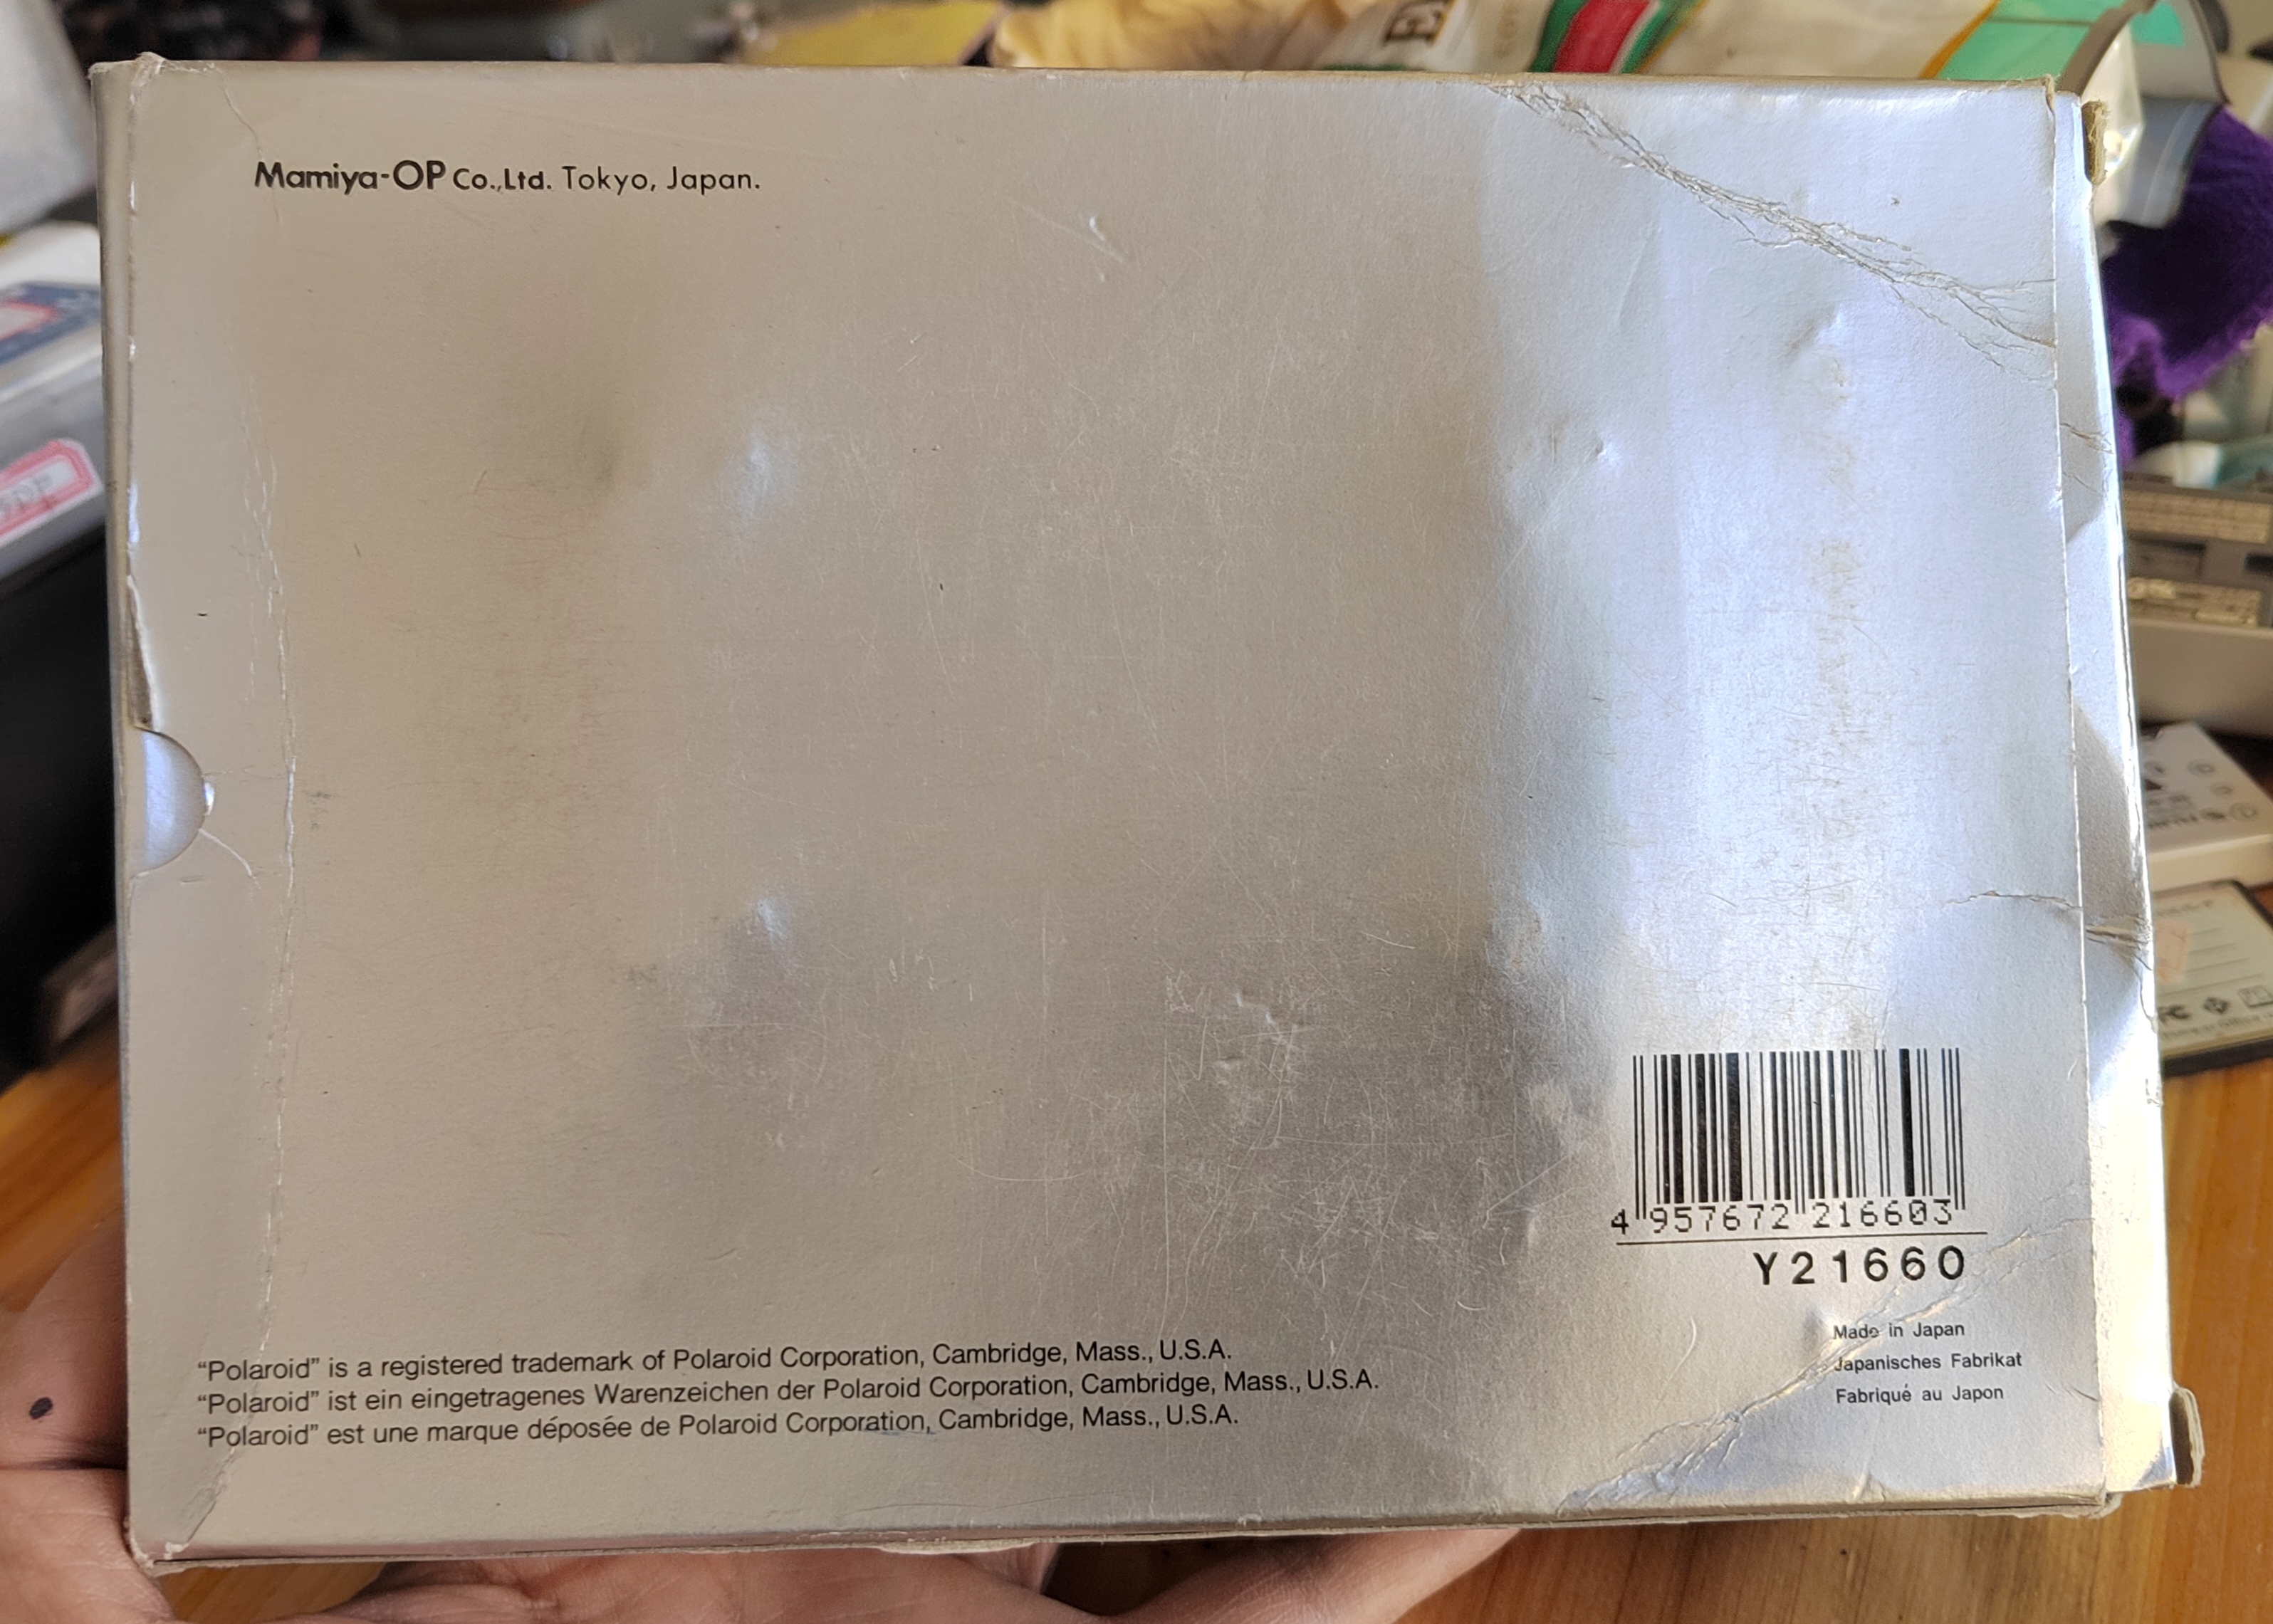 Mamiya-OP Co.,Ltd. Tokyo, Japan.
4 957672 216603
Y21660
Made in Japan
Japanisches Fabrikat
Fabriqué au Japon
“Polaroid” is a registered trademark of Polaroid Corporation, Cambridge, Mass., U.S.A.
“Polaroid” ist ein eingetragenes Warenzeichen der Polaroid Corporation, Cambridge, Mass., U.S.A.
“Polaroid” est une marque déposée de Polaroid Corporation, Cambridge, Mass., U.S.A.